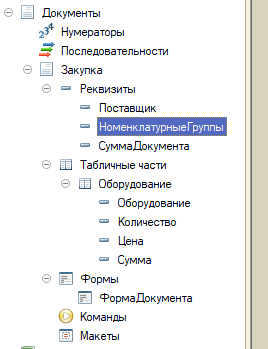 Документы
Нумераторы
Последовательности
Закупка
Реквизиты
Поставщик
НоменклатурныеГруппы
СуммаДокумента
Табличные части
Оборудование
Оборудование
Количество
Цена
Сумма
Формы
ФормаДокумента
Команды
Макеты